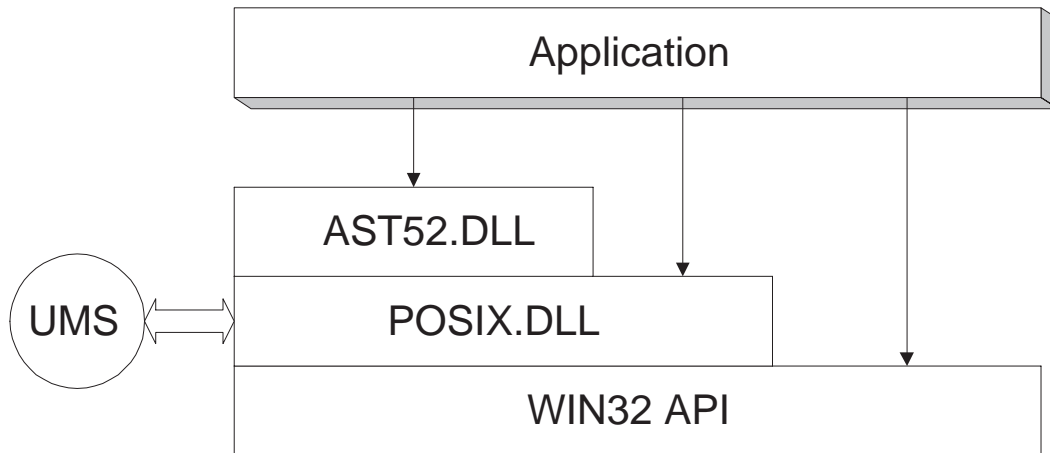 Application
AST52.DLL
UMS
POSIX.DLL
WIN32 API